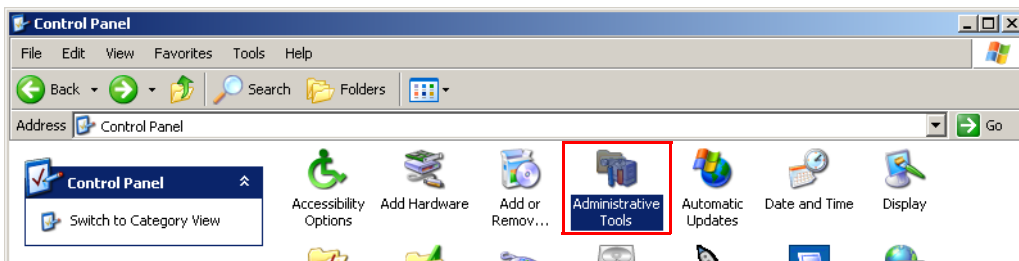 Control Panel
File Edit View Favorites Tools Help
Back Search Folders
Address Control Panel Go
Control Panel
Switch to Category View
Accessibility Options
Add Hardware
Add or Remov...
Administrative Tools
Automatic Updates
Date and Time
Display